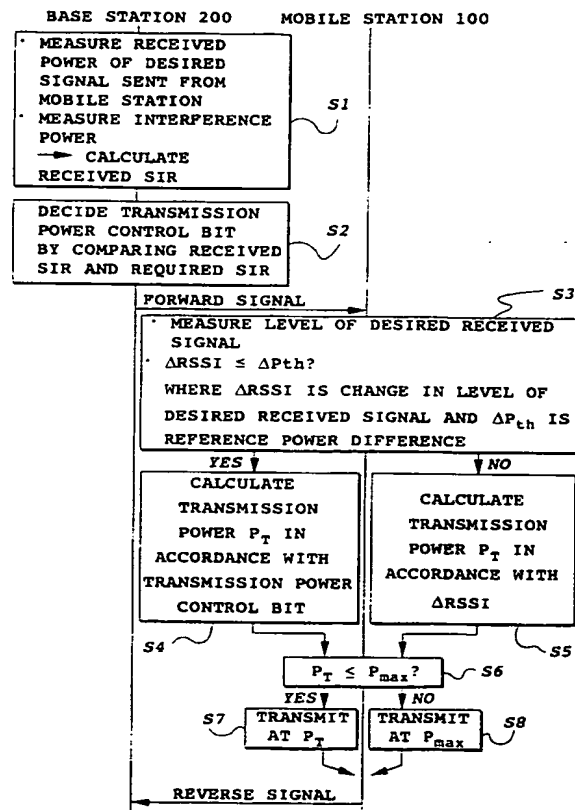 BASE STATION 200 MOBILE STATION 100
· MEASURE RECEIVED
POWER OF DESIRED
SIGNAL SENT FROM
MOBILE STATION
· MEASURE INTERFERENCE
POWER
→ CALCULATE
RECEIVED SIR
S1
DECIDE TRANSMISSION
POWER CONTROL BIT
BY COMPARING RECEIVED
SIR AND REQUIRED SIR
S2
FORWARD SIGNAL
S3
· MEASURE LEVEL OF DESIRED RECEIVED
SIGNAL
· ΔRSSI ≤ ΔPth?
WHERE ΔRSSI IS CHANGE IN LEVEL OF
DESIRED RECEIVED SIGNAL AND ΔPth IS
REFERENCE POWER DIFFERENCE
YES
NO
CALCULATE
TRANSMISSION
POWER PT IN
ACCORDANCE WITH
TRANSMISSION POWER
CONTROL BIT
S4
CALCULATE
TRANSMISSION
POWER PT IN
ACCORDANCE WITH
ΔRSSI
S5
PT ≤ Pmax?
S6
YES
NO
S7
TRANSMIT
AT PT
TRANSMIT
AT Pmax
S8
REVERSE SIGNAL